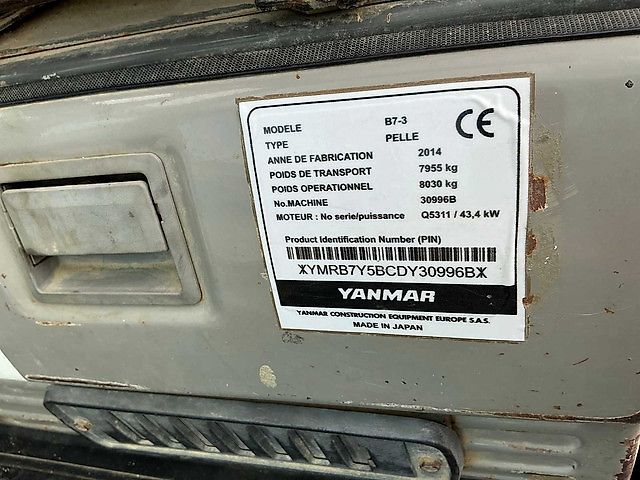 MODELE B7-3
TYPE PELLE
ANNE DE FABRICATION 2014
POIDS DE TRANSPORT 7955 kg
POIDS OPERATIONNEL 8030 kg
No.MACHINE 30996B
MOTEUR : No serie/puissance Q5311 / 43,4 kW
CE
Product Identification Number (PIN)
*YMRB7Y5BCDY30996B*
YANMAR
YANMAR CONSTRUCTION EQUIPMENT EUROPE S.A.S.
MADE IN JAPAN